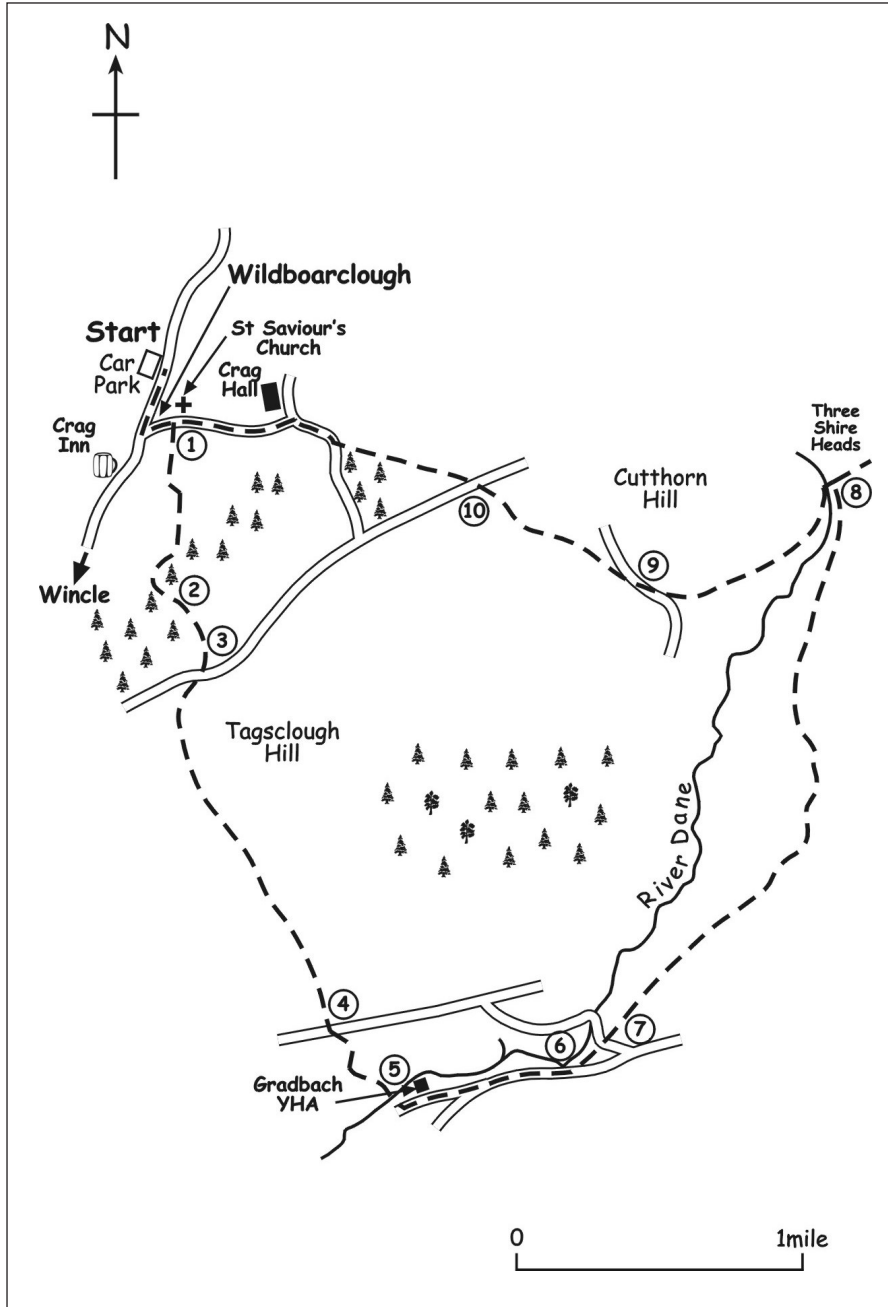 N
Wildboarclough
Start
St Saviour's
Church
Car
Park
Crag
Hall
Crag
Inn
1
Three
Shire
Heads
Cutthorn
Hill
8
10
9
Wincle
2
3
Tagsclough
Hill
River Dane
4
7
6
5
Gradbach
YHA
0
1mile